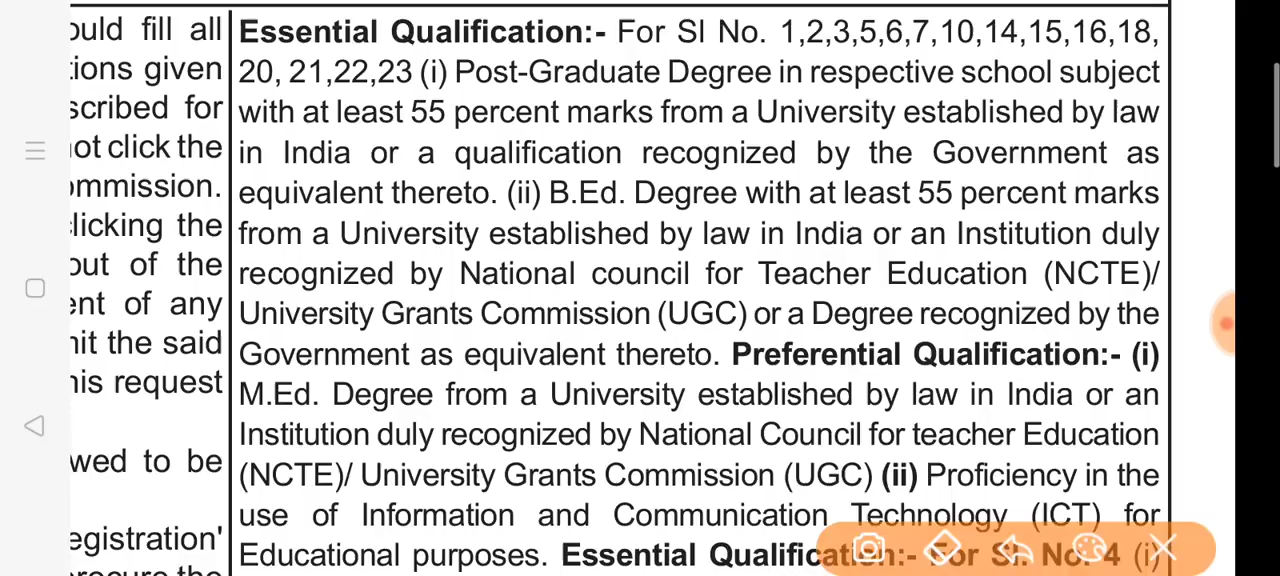 ould fill all
tions given
scribed for
ot click the
ommission.
licking the
out of the
ent of any
nit the said
his request
wed to be
egistration'
Essential Qualification:- For SI No. 1,2,3,5,6,7,10,14,15,16,18,
20, 21,22,23 (i) Post-Graduate Degree in respective school subject
with at least 55 percent marks from a University established by law
in India or a qualification recognized by the Government as
equivalent thereto. (ii) B.Ed. Degree with at least 55 percent marks
from a University established by law in India or an Institution duly
recognized by National council for Teacher Education (NCTE)/
University Grants Commission (UGC) or a Degree recognized by the
Government as equivalent thereto. Preferential Qualification:- (i)
M.Ed. Degree from a University established by law in India or an
Institution duly recognized by National Council for teacher Education
(NCTE)/ University Grants Commission (UGC) (ii) Proficiency in the
use of Information and Communication Technology (ICT) for
Educational purposes. Essential Qualification:- For SI. No. 4 (i)